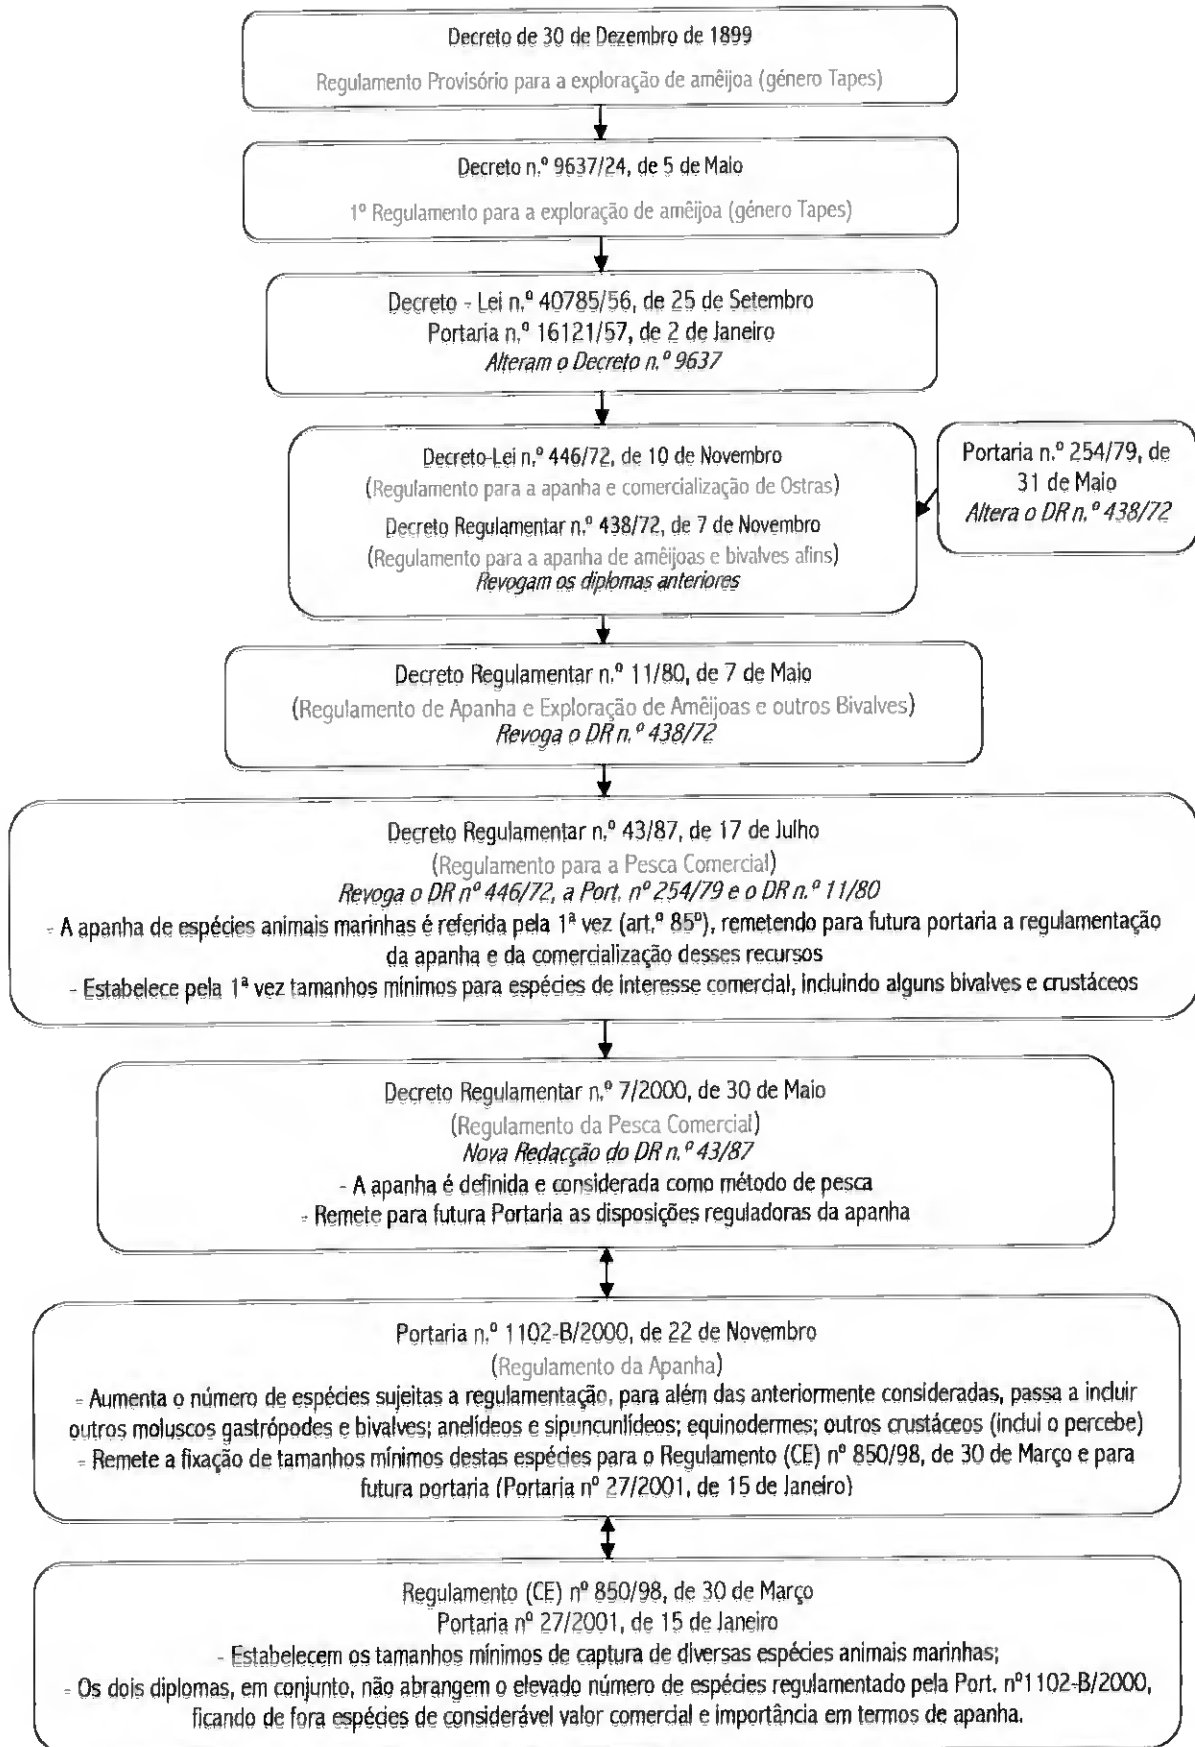 Decreto de 30 de Dezembro de 1899
Regulamento Provisório para a exploração de amêijoa (género Tapes)
Decreto n.º 9637/24, de 5 de Maio
1º Regulamento para a exploração de amêijoa (género Tapes)
Decreto - Lei n.º 40785/56, de 25 de Setembro
Portaria n.º 16121/57, de 2 de Janeiro
Alteram o Decreto n.º 9637
Decreto-Lei n.º 446/72, de 10 de Novembro
(Regulamento para a apanha e comercialização de Ostras)
Decreto Regulamentar n.º 438/72, de 7 de Novembro
(Regulamento para a apanha de amêijoas e bivalves afins)
Revogam os diplomas anteriores
Portaria n.º 254/79, de
31 de Maio
Altera o DR n.º 438/72
Decreto Regulamentar n.º 11/80, de 7 de Maio
(Regulamento de Apanha e Exploração de Amêijoas e outros Bivalves)
Revoga o DR n.º 438/72
Decreto Regulamentar n.º 43/87, de 17 de Julho
(Regulamento para a Pesca Comercial)
Revoga o DR nº 446/72, a Port. nº 254/79 e o DR n.º 11/80
- A apanha de espécies animais marinhas é referida pela 1ª vez (art.º 85º), remetendo para futura portaria a regulamentação
da apanha e da comercialização desses recursos
- Estabelece pela 1ª vez tamanhos mínimos para espécies de interesse comercial, incluindo alguns bivalves e crustáceos
Decreto Regulamentar n.º 7/2000, de 30 de Maio
(Regulamento da Pesca Comercial)
Nova Redacção do DR n.º 43/87
- A apanha é definida e considerada como método de pesca
- Remete para futura Portaria as disposições reguladoras da apanha
Portaria n.º 1102-B/2000, de 22 de Novembro
(Regulamento da Apanha)
- Aumenta o número de espécies sujeitas a regulamentação, para além das anteriormente consideradas, passa a incluir
outros moluscos gastrópodes e bivalves; anelídeos e sipuncunlídeos; equinodermes; outros crustáceos (inclui o percebe)
- Remete a fixação de tamanhos mínimos destas espécies para o Regulamento (CE) nº 850/98, de 30 de Março e para
futura portaria (Portaria nº 27/2001, de 15 de Janeiro)
Regulamento (CE) nº 850/98, de 30 de Março
Portaria nº 27/2001, de 15 de Janeiro
- Estabelecem os tamanhos mínimos de captura de diversas espécies animais marinhas;
- Os dois diplomas, em conjunto, não abrangem o elevado número de espécies regulamentado pela Port. nº1102-B/2000,
ficando de fora espécies de considerável valor comercial e importância em termos de apanha.